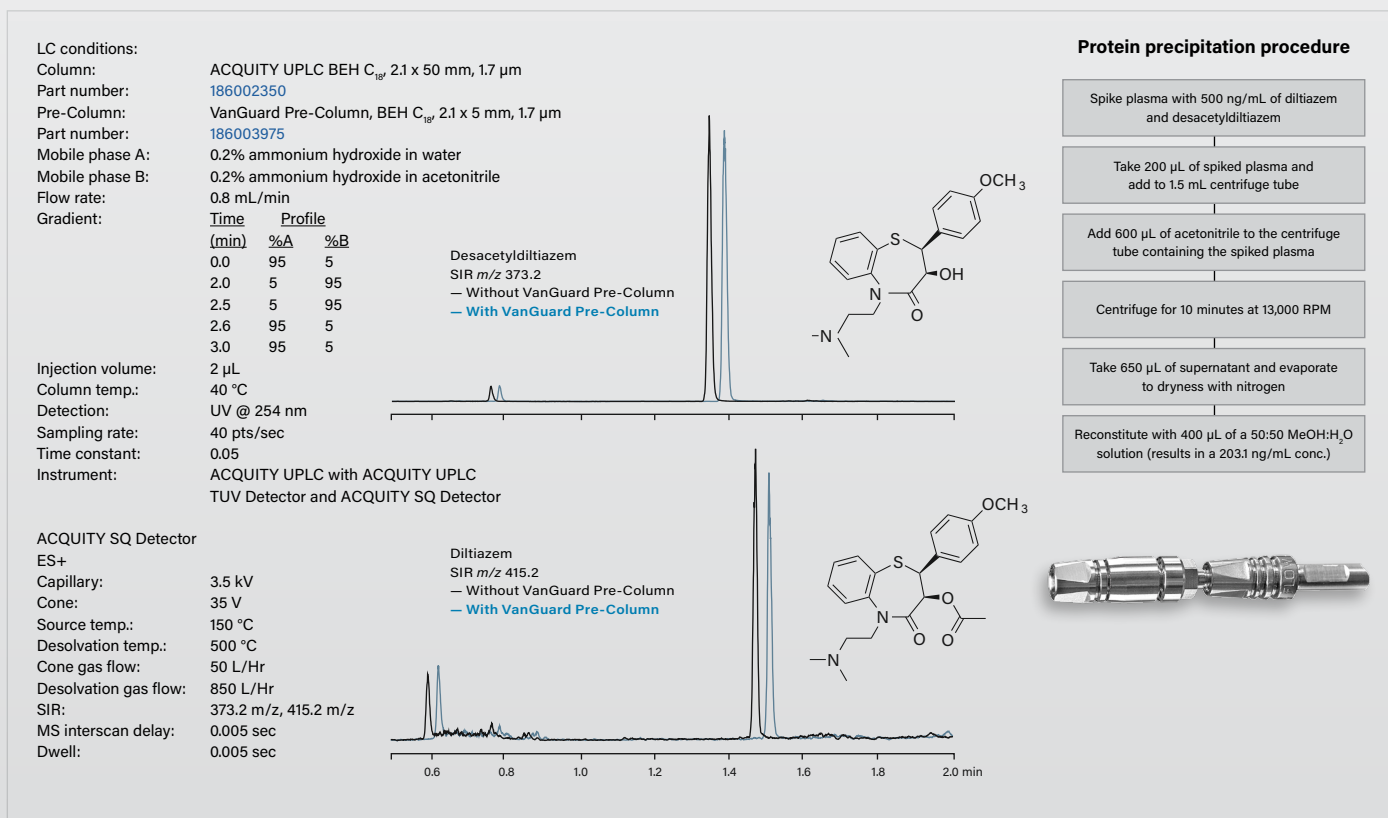 LC conditions:
Column: ACQUITY UPLC BEH C₁₈, 2.1 x 50 mm, 1.7 µm
Part number: 186002350
Pre-Column: VanGuard Pre-Column, BEH C₁₈, 2.1 x 5 mm, 1.7 µm
Part number: 186003975
Mobile phase A: 0.2% ammonium hydroxide in water
Mobile phase B: 0.2% ammonium hydroxide in acetonitrile
Flow rate: 0.8 mL/min
Gradient: Time Profile
(min) %A %B
0.0 95 5
2.0 5 95
2.5 5 95
2.6 95 5
3.0 95 5
Injection volume: 2 µL
Column temp.: 40 °C
Detection: UV @ 254 nm
Sampling rate: 40 pts/sec
Time constant: 0.05
Instrument: ACQUITY UPLC with ACQUITY UPLC
TUV Detector and ACQUITY SQ Detector
ACQUITY SQ Detector
ES+
Capillary: 3.5 kV
Cone: 35 V
Source temp.: 150 °C
Desolvation temp.: 500 °C
Cone gas flow: 50 L/Hr
Desolvation gas flow: 850 L/Hr
SIR: 373.2 m/z, 415.2 m/z
MS interscan delay: 0.005 sec
Dwell: 0.005 sec
Desacetyldiltiazem
SIR m/z 373.2
— Without VanGuard Pre-Column
— With VanGuard Pre-Column
OCH₃
S
OH
N
O
N
Diltiazem
SIR m/z 415.2
— Without VanGuard Pre-Column
— With VanGuard Pre-Column
OCH₃
S
O
N
O
O
N
0.6 0.8 1.0 1.2 1.4 1.6 1.8 2.0 min
Protein precipitation procedure
Spike plasma with 500 ng/mL of diltiazem
and desacetyldiltiazem
Take 200 µL of spiked plasma and
add to 1.5 mL centrifuge tube
Add 600 µL of acetonitrile to the centrifuge
tube containing the spiked plasma
Centrifuge for 10 minutes at 13,000 RPM
Take 650 µL of supernatant and evaporate
to dryness with nitrogen
Reconstitute with 400 µL of a 50:50 MeOH:H₂O
solution (results in a 203.1 ng/mL conc.)